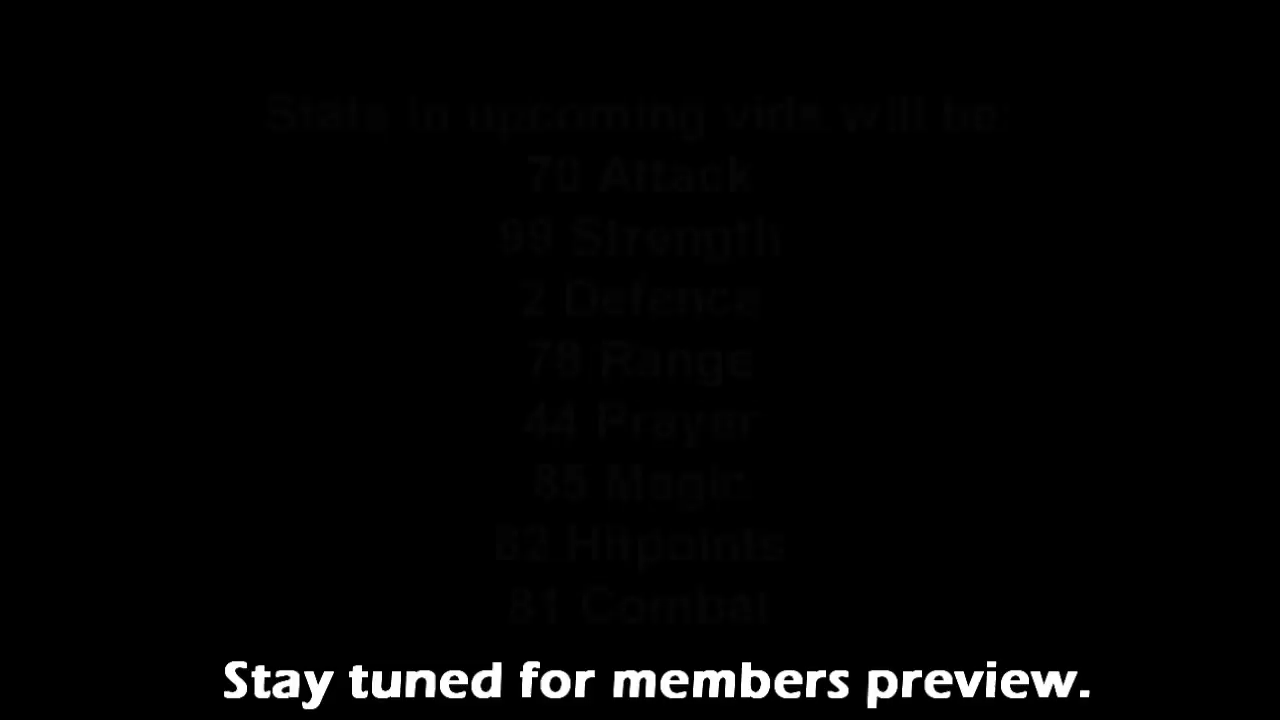 Stats in upcoming vids will be:
70 Attack
99 Strength
2 Defence
78 Range
44 Prayer
85 Magic
82 Hitpoints
81 Combat
Stay tuned for members preview.